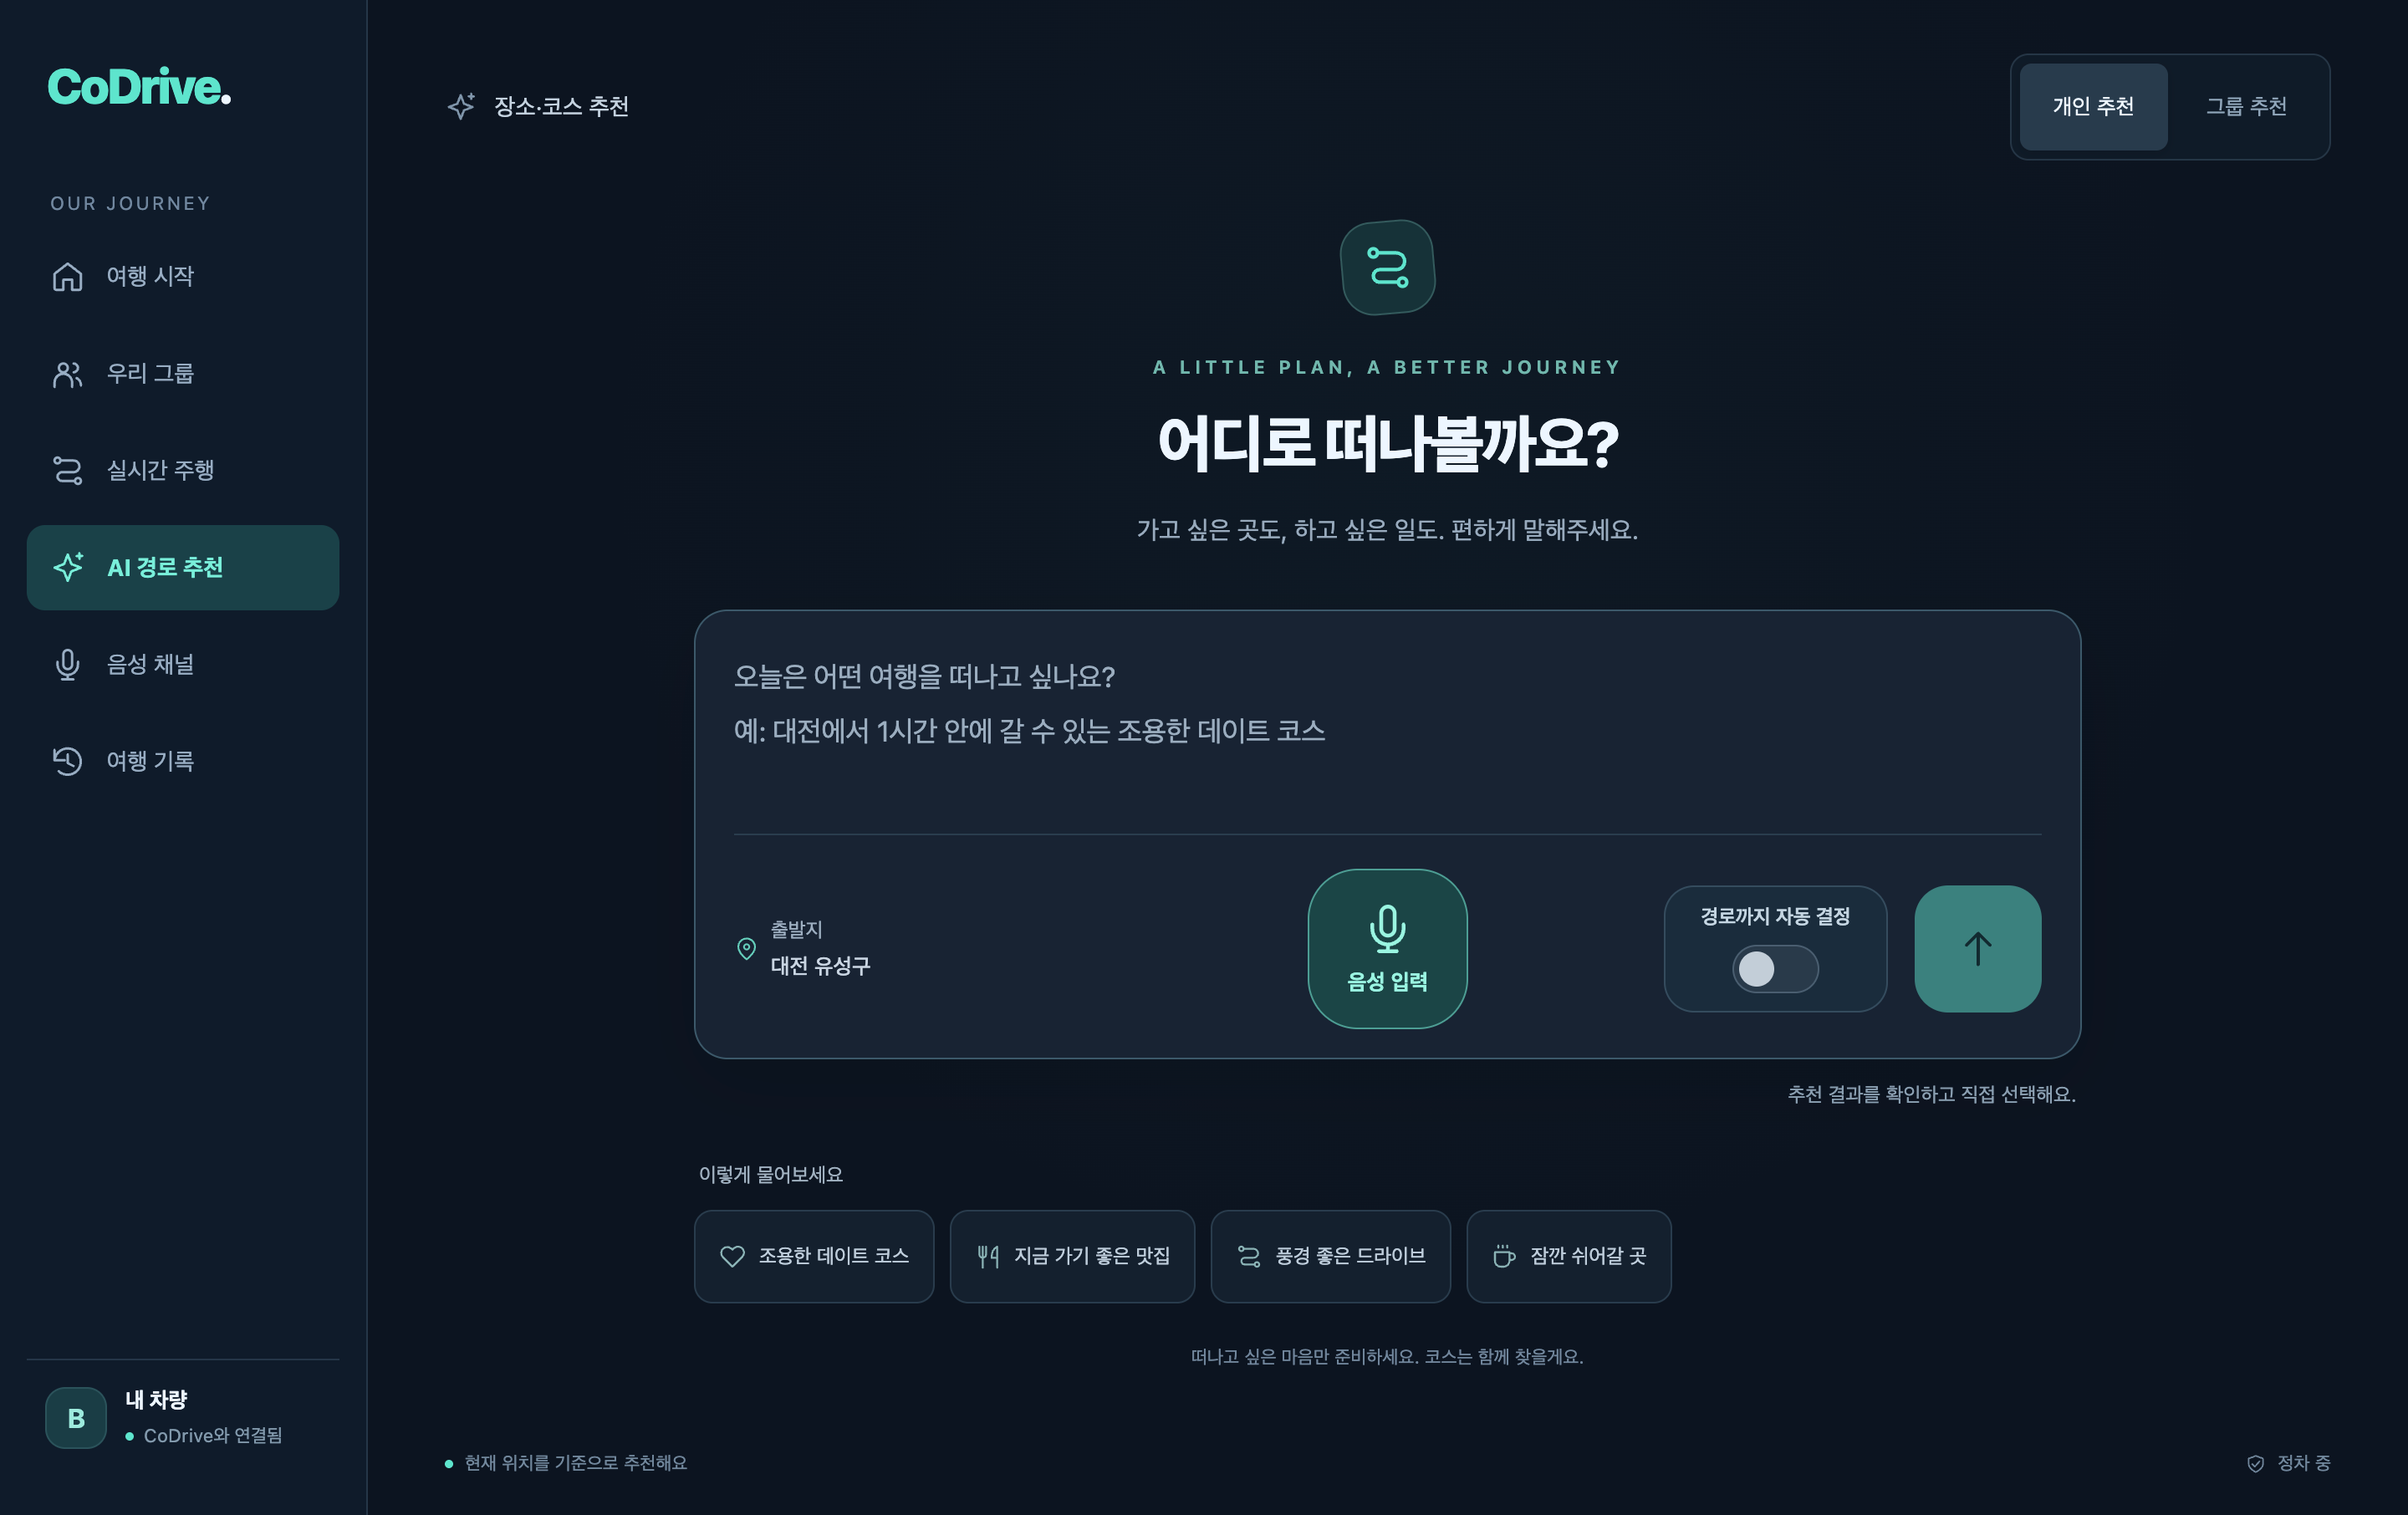 CoDrive.
OUR JOURNEY
여행 시작
우리 그룹
실시간 주행
AI 경로 추천
음성 채널
여행 기록
B
내 차량
CoDrive와 연결됨
장소·코스 추천
개인 추천
그룹 추천
A LITTLE PLAN, A BETTER JOURNEY
어디로 떠나볼까요?
가고 싶은 곳도, 하고 싶은 일도. 편하게 말해주세요.
오늘은 어떤 여행을 떠나고 싶나요?
예: 대전에서 1시간 안에 갈 수 있는 조용한 데이트 코스
출발지
대전 유성구
음성 입력
경로까지 자동 결정
추천 결과를 확인하고 직접 선택해요.
이렇게 물어보세요
조용한 데이트 코스
지금 가기 좋은 맛집
풍경 좋은 드라이브
잠깐 쉬어갈 곳
떠나고 싶은 마음만 준비하세요. 코스는 함께 찾을게요.
현재 위치를 기준으로 추천해요
정차 중